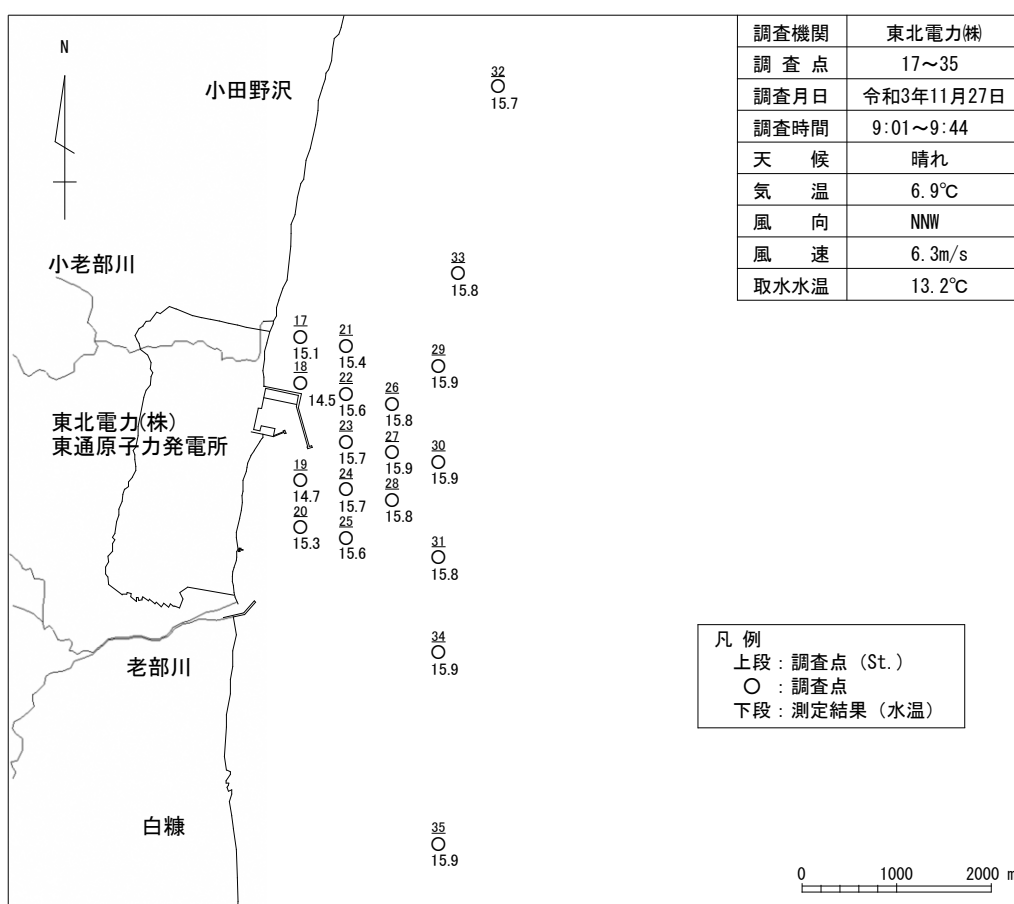 調査機関 東北電力㈱
調 査 点 17～35
調査月日 令和3年11月27日
調査時間 9:01～9:44
天 候 晴れ
気 温 6.9℃
風 向 NNW
風 速 6.3m/s
取水水温 13.2℃
N
小田野沢
32
15.7
小老部川
33
15.8
17
15.1
21
15.4
29
15.9
18
14.5
22
15.6
26
15.8
東北電力(株)
東通原子力発電所
23
15.7
27
15.9
30
15.9
19
14.7
24
15.7
28
15.8
20
15.3
25
15.6
31
15.8
凡 例
上段：調査点（St.）
○ ：調査点
下段：測定結果（水温）
34
15.9
老部川
白糠
35
15.9
0 1000 2000 m